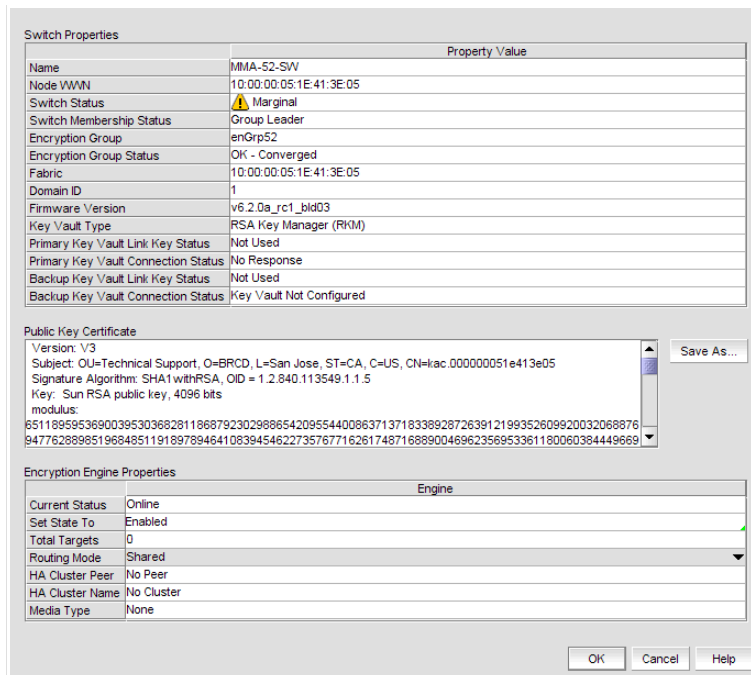 Switch Properties
Property Value
Name MMA-52-SW
Node WWN 10:00:00:05:1E:41:3E:05
Switch Status Marginal
Switch Membership Status Group Leader
Encryption Group enGrp52
Encryption Group Status OK - Converged
Fabric 10:00:00:05:1E:41:3E:05
Domain ID 1
Firmware Version v6.2.0a_rc1_bld03
Key Vault Type RSA Key Manager (RKM)
Primary Key Vault Link Key Status Not Used
Primary Key Vault Connection Status No Response
Backup Key Vault Link Key Status Not Used
Backup Key Vault Connection Status Key Vault Not Configured
Public Key Certificate
Version: V3
Save As...
Subject: OU=Technical Support, O=BRCD, L=San Jose, ST=CA, C=US, CN=kac.000000051e413e05
Signature Algorithm: SHA1withRSA, OID = 1.2.840.113549.1.1.5
Key: Sun RSA public key, 4096 bits
modulus:
Encryption Engine Properties
Engine
Current Status Online
Set State To Enabled
Total Targets 0
Routing Mode Shared
HA Cluster Peer No Peer
HA Cluster Name No Cluster
Media Type None
OK Cancel Help